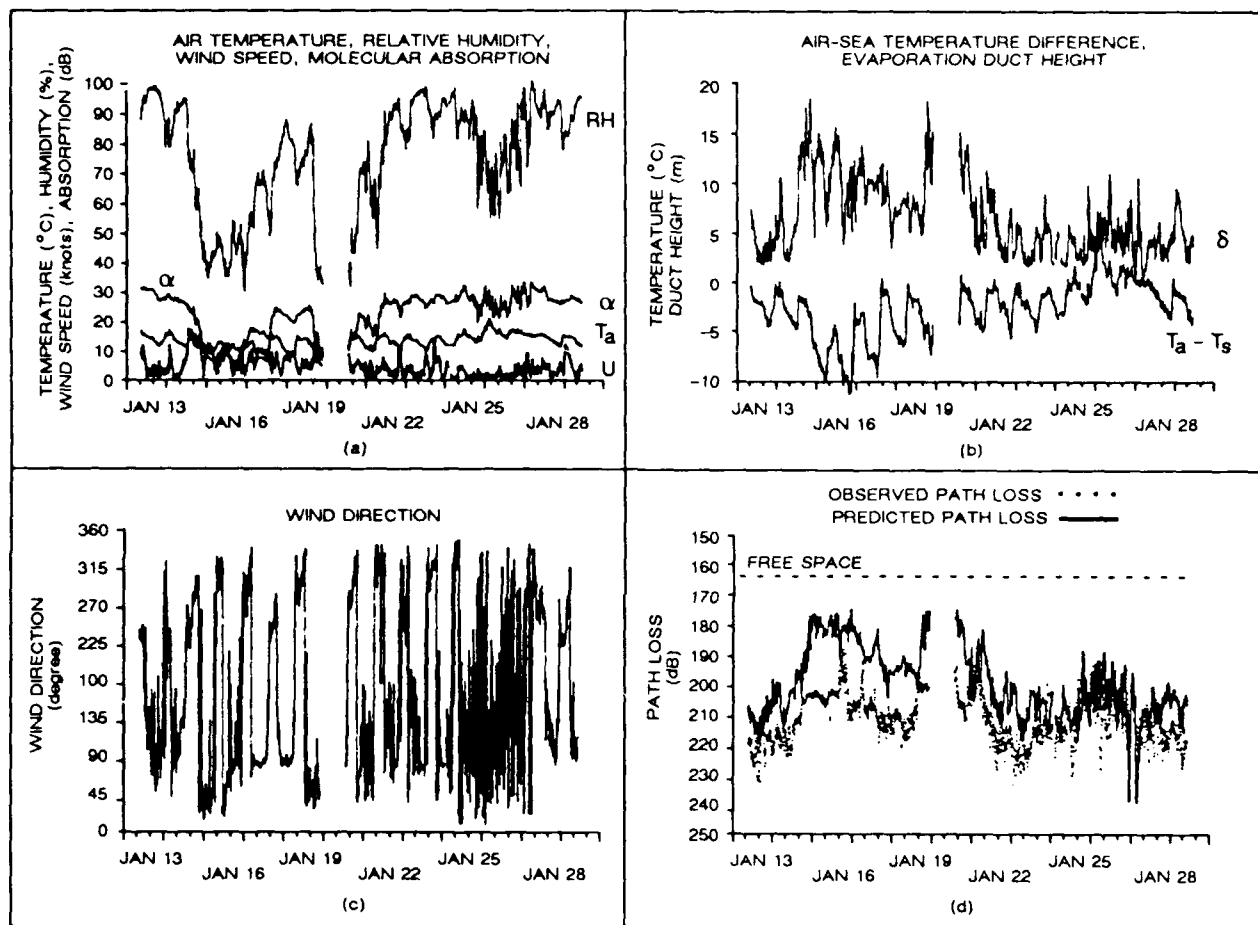 AIR TEMPERATURE, RELATIVE HUMIDITY,
WIND SPEED, MOLECULAR ABSORPTION
TEMPERATURE (°C), HUMIDITY (%),
WIND SPEED (knots), ABSORPTION (dB)
100
90
80
70
60
50
40
30
20
10
0
RH
α
α
Ta
U
JAN 13
JAN 16
JAN 19
JAN 22
JAN 25
JAN 28
(a)
AIR-SEA TEMPERATURE DIFFERENCE,
EVAPORATION DUCT HEIGHT
TEMPERATURE (°C)
DUCT HEIGHT (m)
20
15
10
5
0
-5
-10
δ
Ta - Ts
JAN 13
JAN 16
JAN 19
JAN 22
JAN 25
JAN 28
(b)
WIND DIRECTION
WIND DIRECTION
(degree)
360
315
270
225
100
135
90
45
0
JAN 13
JAN 16
JAN 19
JAN 22
JAN 25
JAN 28
(c)
OBSERVED PATH LOSS
PREDICTED PATH LOSS
FREE SPACE
PATH LOSS
(dB)
150
164
160
170
180
190
200
210
220
230
240
250
JAN 13
JAN 16
JAN 19
JAN 22
JAN 25
JAN 28
(d)